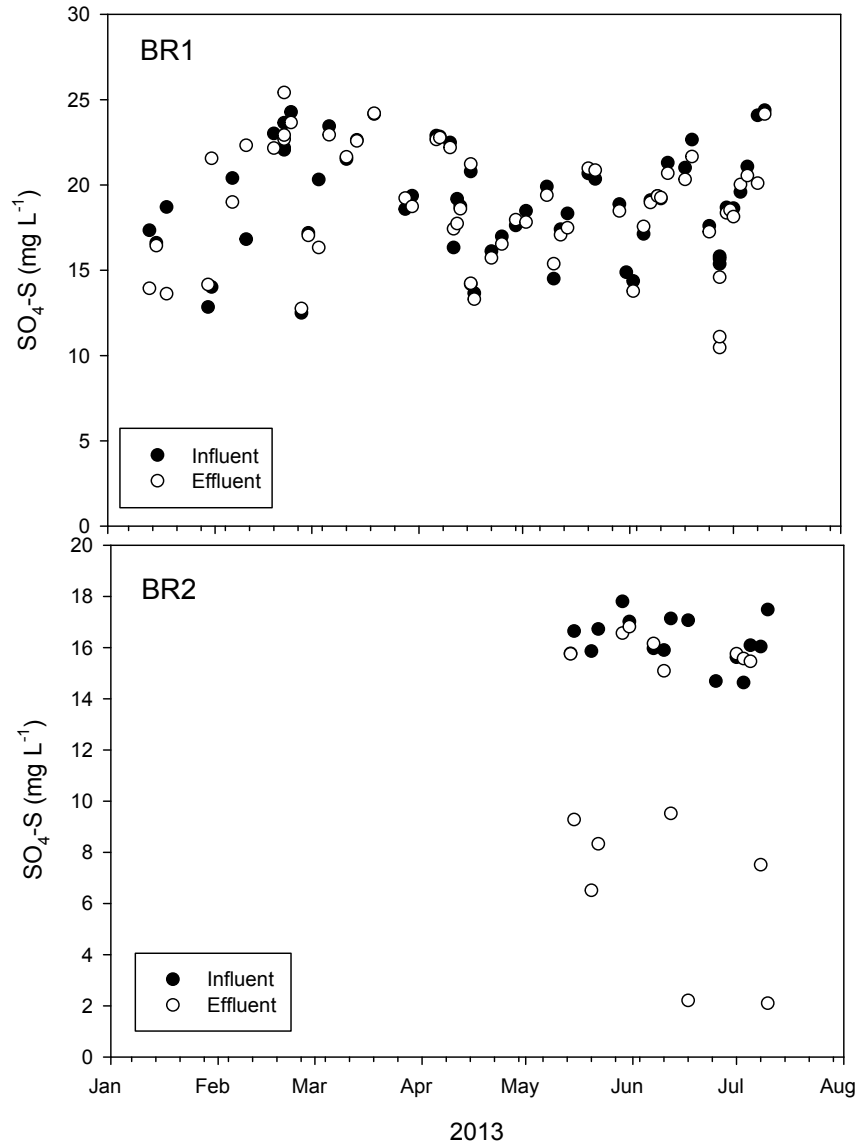 BR1
30
25
20
15
10
5
0
SO₄-S (mg L⁻¹)
Influent
Effluent
BR2
20
18
16
14
12
10
8
6
4
2
0
SO₄-S (mg L⁻¹)
Influent
Effluent
Jan Feb Mar Apr May Jun Jul Aug
2013